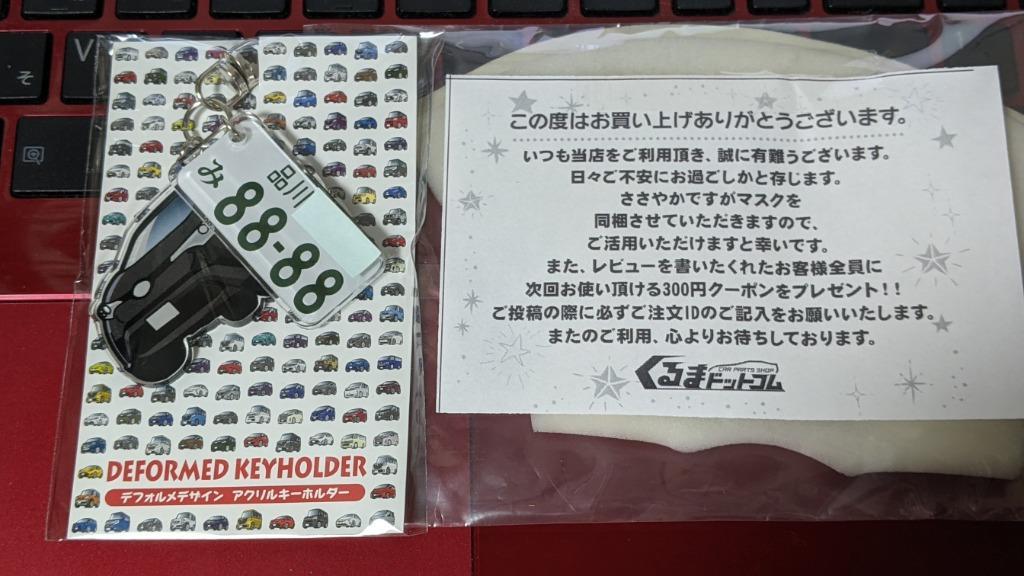 V
そ
品川
み
88-88
DEFORMED KEYHOLDER
デフォルメデザイン アクリルキーホルダー
この度はお買い上げありがとうございます。
いつも当店をご利用頂き、誠に有難うございます。
日々ご不安にお過ごしかと存じます。
ささやかですがマスクを
同梱させていただきますので、
ご活用いただけますと幸いです。
また、レビューを書いたくれたお客様全員に
次回お使い頂ける300円クーポンをプレゼント!!
ご投稿の際に必ずご注文IDのご記入をお願いいたします。
またのご利用、心よりお待ちしております。
CAR PARTS SHOP
くるまドットコム